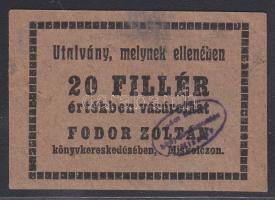 Utalvány, melynek ellenében
20 FILLÉR
értékben vásárolhat
FODOR ZOLTÁN
könyvkereskedésében, Miskolczon.